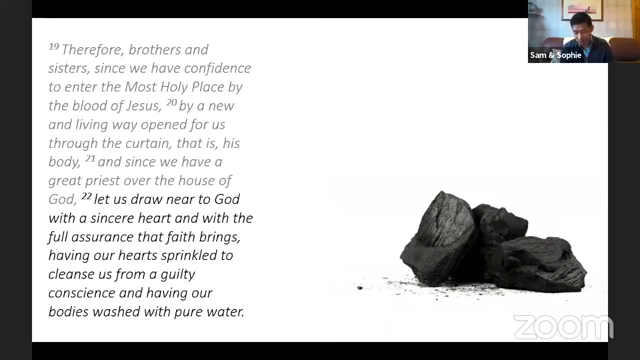 19 Therefore, brothers and
sisters, since we have confidence
to enter the Most Holy Place by
the blood of Jesus, 20 by a new
and living way opened for us
through the curtain, that is, his
body, 21 and since we have a
great priest over the house of
God, 22 let us draw near to God
with a sincere heart and with the
full assurance that faith brings,
having our hearts sprinkled to
cleanse us from a guilty
conscience and having our
bodies washed with pure water.
Sam & Sophie
zoom